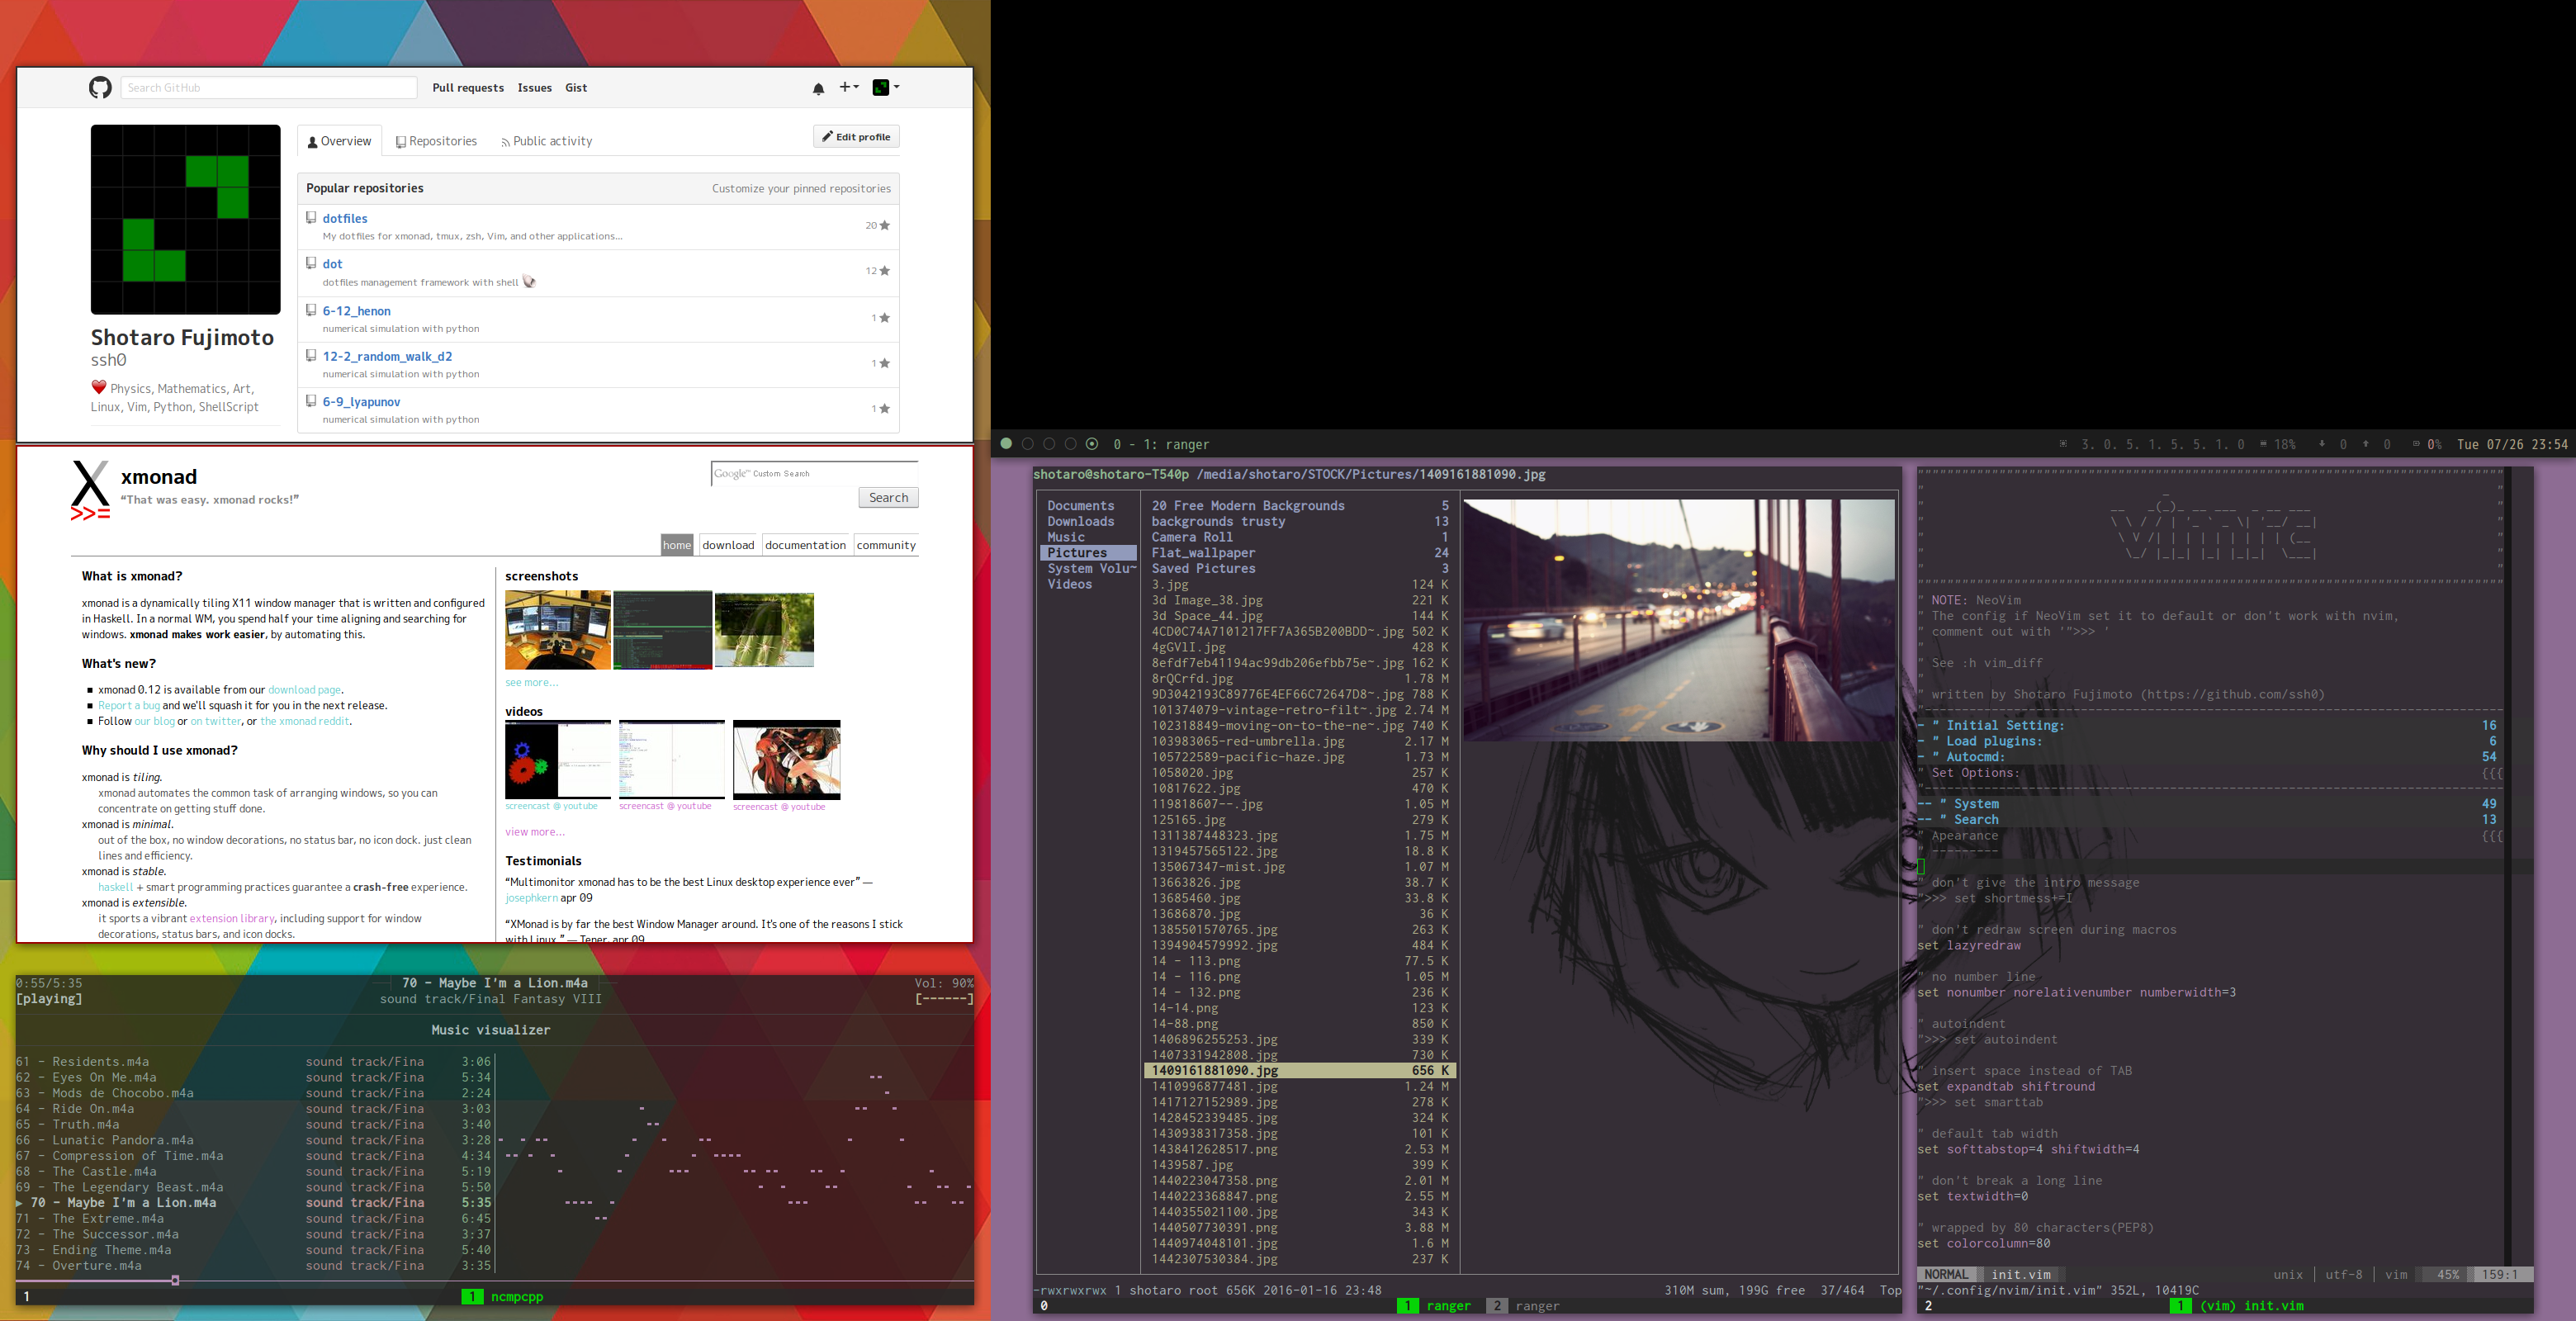 Search GitHub
Pull requests Issues Gist
Overview Repositories Public activity
Edit profile
Popular repositories
Customize your pinned repositories
dotfiles
My dotfiles for xmonad, tmux, zsh, Vim, and other applications...
20
dot
dotfiles management framework with shell
12
6-12_henon
numerical simulation with python
1
12-2_random_walk_d2
numerical simulation with python
1
6-9_lyapunov
numerical simulation with python
1
Shotaro Fujimoto
ssh0
Physics, Mathematics, Art,
Linux, Vim, Python, ShellScript
xmonad
“That was easy. xmonad rocks!”
Google™ Custom Search
Search
home download documentation community
What is xmonad?
xmonad is a dynamically tiling X11 window manager that is written and configured
in Haskell. In a normal WM, you spend half your time aligning and searching for
windows. xmonad makes work easier, by automating this.
What's new?
xmonad 0.12 is available from our download page.
Report a bug and we'll squash it for you in the next release.
Follow our blog or on twitter, or the xmonad reddit.
Why should I use xmonad?
xmonad is tiling.
xmonad automates the common task of arranging windows, so you can
concentrate on getting stuff done.
xmonad is minimal.
out of the box, no window decorations, no status bar, no icon dock. just clean
lines and efficiency.
xmonad is stable.
haskell + smart programming practices guarantee a crash-free experience.
xmonad is extensible.
it sports a vibrant extension library, including support for window
decorations, status bars, and icon docks.
screenshots
see more...
videos
screencast @ youtube screencast @ youtube screencast @ youtube
view more...
Testimonials
“Multimonitor xmonad has to be the best Linux desktop experience ever” —
josephkern apr 09
“XMonad is by far the best Window Manager around. It's one of the reasons I stick
with Linux.” — Tener, apr 09
0:55/5:35 70 - Maybe I'm a Lion.m4a Vol: 90%
[playing] sound track/Final Fantasy VIII [------]
Music visualizer
61 - Residents.m4a sound track/Fina 3:06
62 - Eyes On Me.m4a sound track/Fina 5:34
63 - Mods de Chocobo.m4a sound track/Fina 2:24
64 - Ride On.m4a sound track/Fina 3:03
65 - Truth.m4a sound track/Fina 3:40
66 - Lunatic Pandora.m4a sound track/Fina 3:28
67 - Compression of Time.m4a sound track/Fina 4:34
68 - The Castle.m4a sound track/Fina 5:19
69 - The Legendary Beast.m4a sound track/Fina 5:50
70 - Maybe I'm a Lion.m4a sound track/Fina 5:35
71 - The Extreme.m4a sound track/Fina 6:45
72 - The Successor.m4a sound track/Fina 3:37
73 - Ending Theme.m4a sound track/Fina 5:40
74 - Overture.m4a sound track/Fina 3:35
1 1 ncmpcpp
0 - 1: ranger
3. 0. 5. 1. 5. 5. 1. 0 18% 0 0 0% Tue 07/26 23:54
shotaro@shotaro-T540p /media/shotaro/STOCK/Pictures/1409161881090.jpg
Documents
Downloads
Music
Pictures
System Volu~
Videos
20 Free Modern Backgrounds 5
backgrounds trusty 13
Camera Roll 1
Flat_wallpaper 24
Saved Pictures 3
3.jpg 124 K
3d Image_38.jpg 221 K
3d Space_44.jpg 144 K
4CD0C74A7101217FF7A365B200BDD~.jpg 502 K
4gGVlI.jpg 428 K
8efdf7eb41194ac99db206efbb75e~.jpg 162 K
8rQCrfd.jpg 1.78 M
9D3042193C89776E4EF66C72647D8~.jpg 788 K
101374079-vintage-retro-filt~.jpg 2.74 M
102318849-moving-on-to-the-ne~.jpg 740 K
103983065-red-umbrella.jpg 2.17 M
105722589-pacific-haze.jpg 1.73 M
1058020.jpg 257 K
10817622.jpg 470 K
119818607--.jpg 1.05 M
125165.jpg 279 K
1311387448323.jpg 1.75 M
1319457565122.jpg 18.8 K
135067347-mist.jpg 1.07 M
13663826.jpg 38.7 K
13685460.jpg 33.8 K
13686870.jpg 36 K
1385501570765.jpg 263 K
1394904579992.jpg 484 K
14 - 113.png 77.5 K
14 - 116.png 1.05 M
14 - 132.png 236 K
14-14.png 123 K
14-88.png 850 K
1406896255253.jpg 339 K
1407331942808.jpg 730 K
1409161881090.jpg 656 K
1410996877481.jpg 1.24 M
1417127152989.jpg 278 K
1428452339485.jpg 324 K
1430938317358.jpg 101 K
1438412628517.png 2.53 M
1439587.jpg 399 K
1440223047358.png 2.01 M
1440223368847.png 2.55 M
1440355021100.jpg 343 K
1440507730391.png 3.88 M
1440974048101.jpg 1.6 M
1442307530384.jpg 237 K
-rwxrwxrwx 1 shotaro root 656K 2016-01-16 23:48 310M sum, 199G free 37/464 Top
0 1 ranger 2 ranger
" NOTE: NeoVim
" The config if NeoVim set it to default or don't work with nvim,
" comment out with '">>> '
"
" See :h vim_diff
"
" written by Shotaro Fujimoto (https://github.com/ssh0)
- " Initial Setting: 16
- " Load plugins: 6
- " Autocmd: 54
" Set Options: {{{
-- " System 49
-- " Search 13
" Apearance {{{
" ---------
" don't give the intro message
">>> set shortmess+=I
" don't redraw screen during macros
set lazyredraw
" no number line
set nonumber norelativenumber numberwidth=3
" autoindent
">>> set autoindent
" insert space instead of TAB
set expandtab shiftround
">>> set smarttab
" default tab width
set softtabstop=4 shiftwidth=4
" don't break a long line
set textwidth=0
" wrapped by 80 characters(PEP8)
set colorcolumn=80
NORMAL init.vim unix utf-8 vim 45% 159:1
"~/.config/nvim/init.vim" 352L, 10419C
2 1 (vim) init.vim